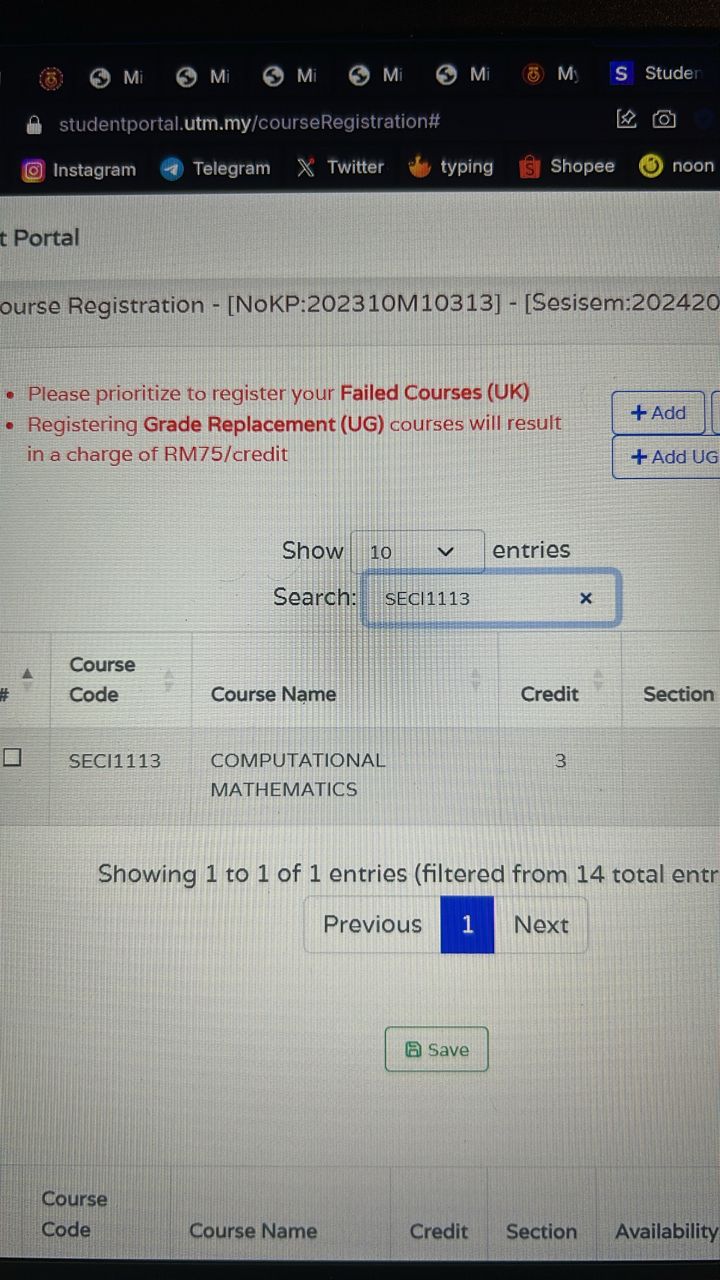 Mi Mi Mi Mi Mi My S Studen
studentportal.utm.my/courseRegistration#
Instagram Telegram Twitter typing Shopee noon
t Portal
ourse Registration - [NoKP:202310M10313] - [Sesisem:202420
• Please prioritize to register your Failed Courses (UK)
• Registering Grade Replacement (UG) courses will result
in a charge of RM75/credit
+ Add
+ Add UG
Show 10 entries
Search: SECI1113 ×
# Course Code Course Name Credit Section
SECI1113 COMPUTATIONAL 3
MATHEMATICS
Showing 1 to 1 of 1 entries (filtered from 14 total entr
Previous 1 Next
Save
Course
Code Course Name Credit Section Availability